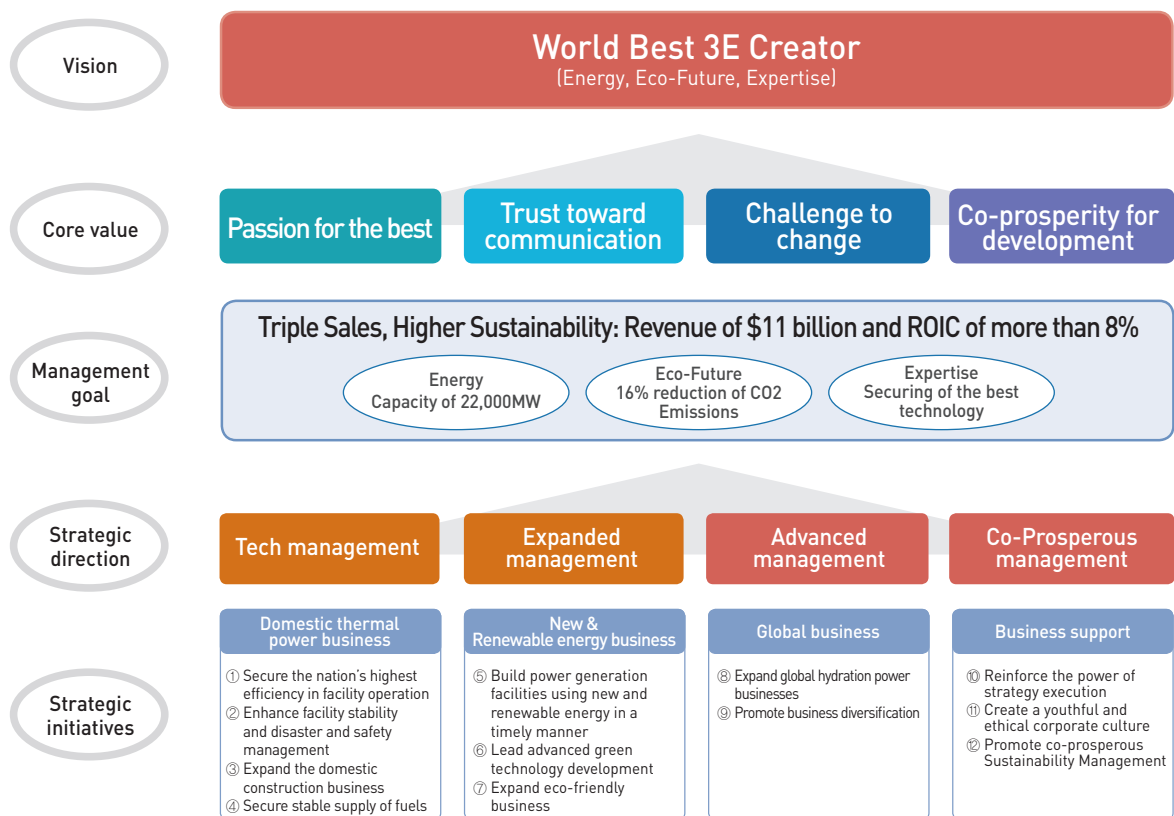 Vision
World Best 3E Creator
(Energy, Eco-Future, Expertise)
Core value
Passion for the best
Trust toward
communication
Challenge to
change
Co-prosperity for
development
Management
goal
Triple Sales, Higher Sustainability: Revenue of $11 billion and ROIC of more than 8%
Energy
Capacity of 22,000MW
Eco-Future
16% reduction of CO2
Emissions
Expertise
Securing of the best
technology
Strategic
direction
Tech management
Expanded
management
Advanced
management
Co-Prosperous
management
Strategic
initiatives
Domestic thermal
power business
① Secure the nation's highest
efficiency in facility operation
② Enhance facility stability
and disaster and safety
management
③ Expand the domestic
construction business
④ Secure stable supply of fuels
New &
Renewable energy business
⑤ Build power generation
facilities using new and
renewable energy in a
timely manner
⑥ Lead advanced green
technology development
⑦ Expand eco-friendly
business
Global business
⑧ Expand global hydration power
businesses
⑨ Promote business diversification
Business support
⑩ Reinforce the power of
strategy execution
⑪ Create a youthful and
ethical corporate culture
⑫ Promote co-prosperous
Sustainability Management